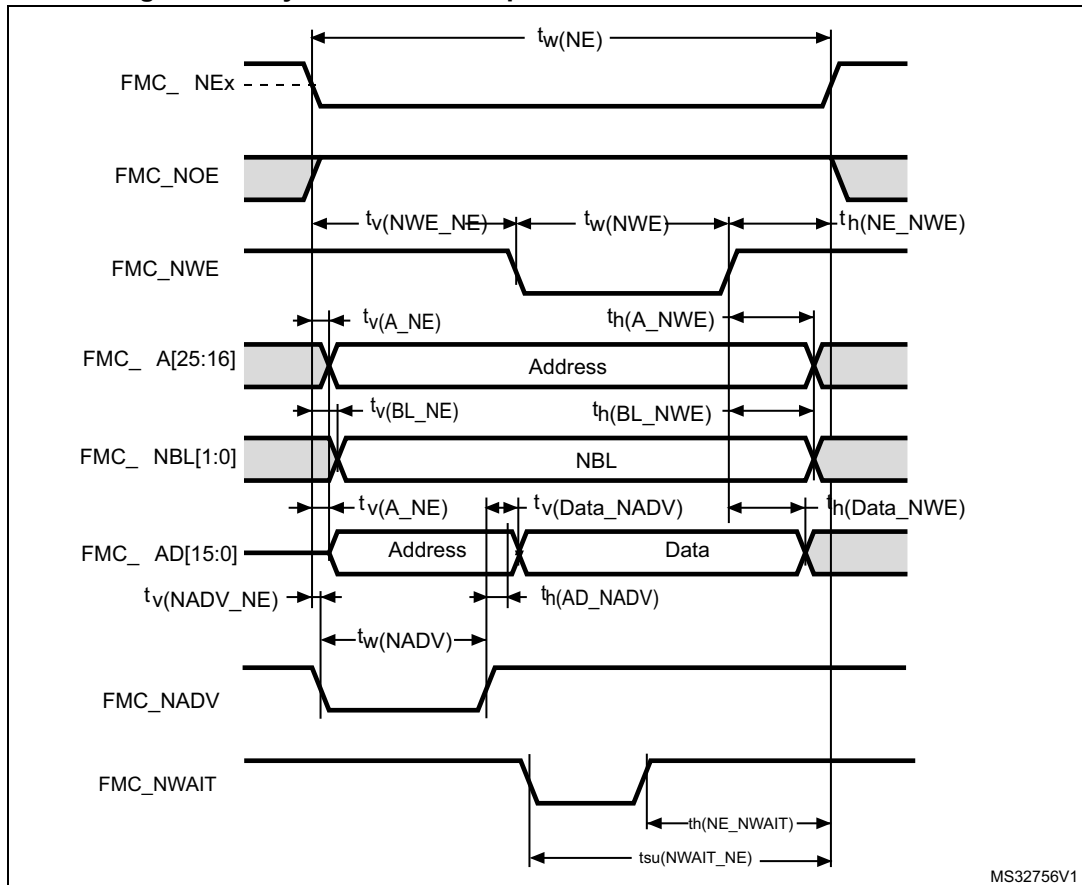 tw(NE)
FMC_ NEx
FMC_NOE
tv(NWE_NE) tw(NWE) th(NE_NWE)
FMC_NWE
tv(A_NE) th(A_NWE)
FMC_ A[25:16] Address
tv(BL_NE) th(BL_NWE)
FMC_ NBL[1:0] NBL
tv(A_NE) tv(Data_NADV) th(Data_NWE)
FMC_ AD[15:0] Address Data
tv(NADV_NE) th(AD_NADV)
tw(NADV)
FMC_NADV
FMC_NWAIT
th(NE_NWAIT)
tsu(NWAIT_NE)
MS32756V1